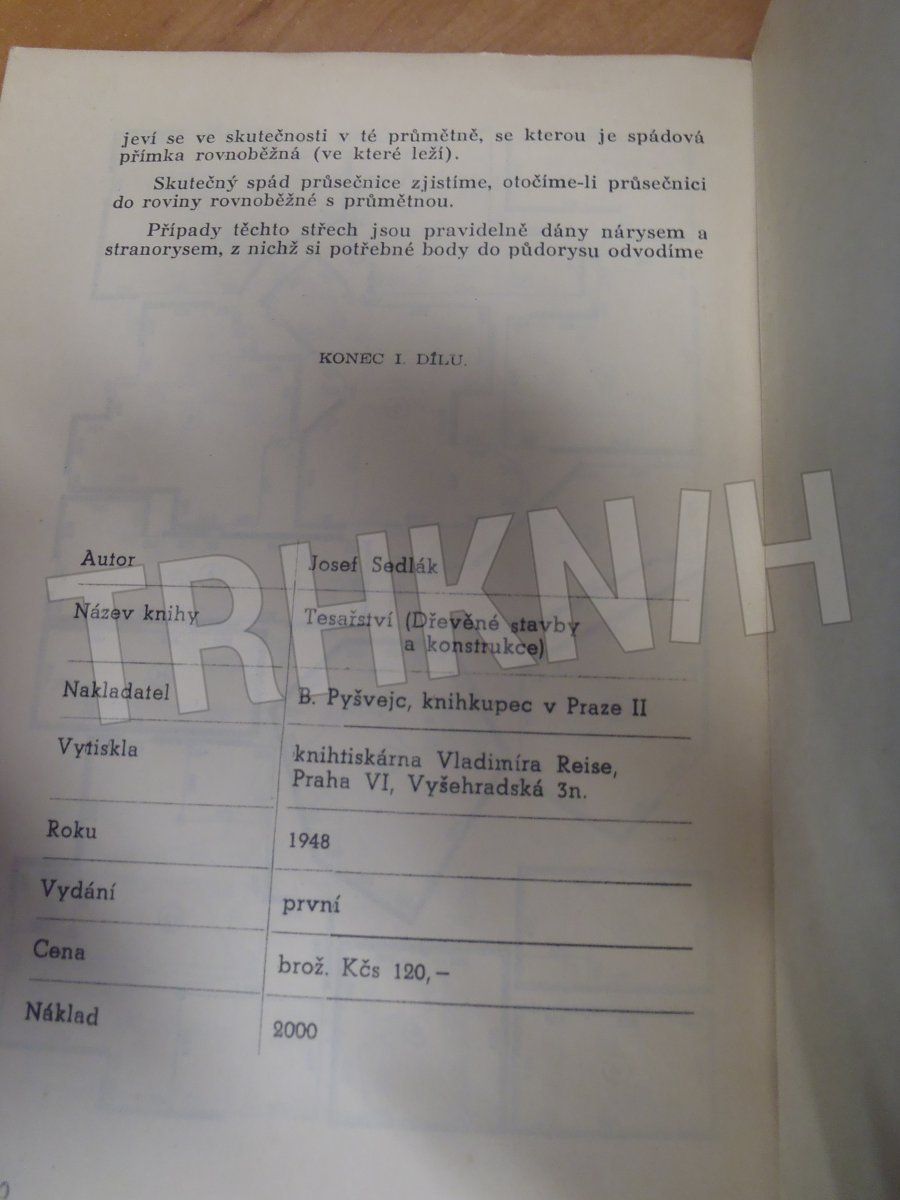 jeví se ve skutečnosti v té průmětně, se kterou je spádová
přímka rovnoběžná (ve které leží).
Skutečný spád průsečnice zjistíme, otočíme-li průsečnici
do roviny rovnoběžné s průmětnou.
Případy těchto střech jsou pravidelně dány nárysem a
stranorysem, z nichž si potřebné body do půdorysu odvodíme
KONEC I. DÍLU.
Autor Josef Sedlák
Název knihy Tesařství (Dřevěné stavby
a konstrukce)
Nakladatel B. Pyšvejc, knihkupec v Praze II
Vytiskla knihtiskárna Vladimíra Reise,
Praha VI, Vyšehradská 3n.
Roku 1948
Vydání první
Cena brož. Kčs 120,—
Náklad 2000
TRHKNIH